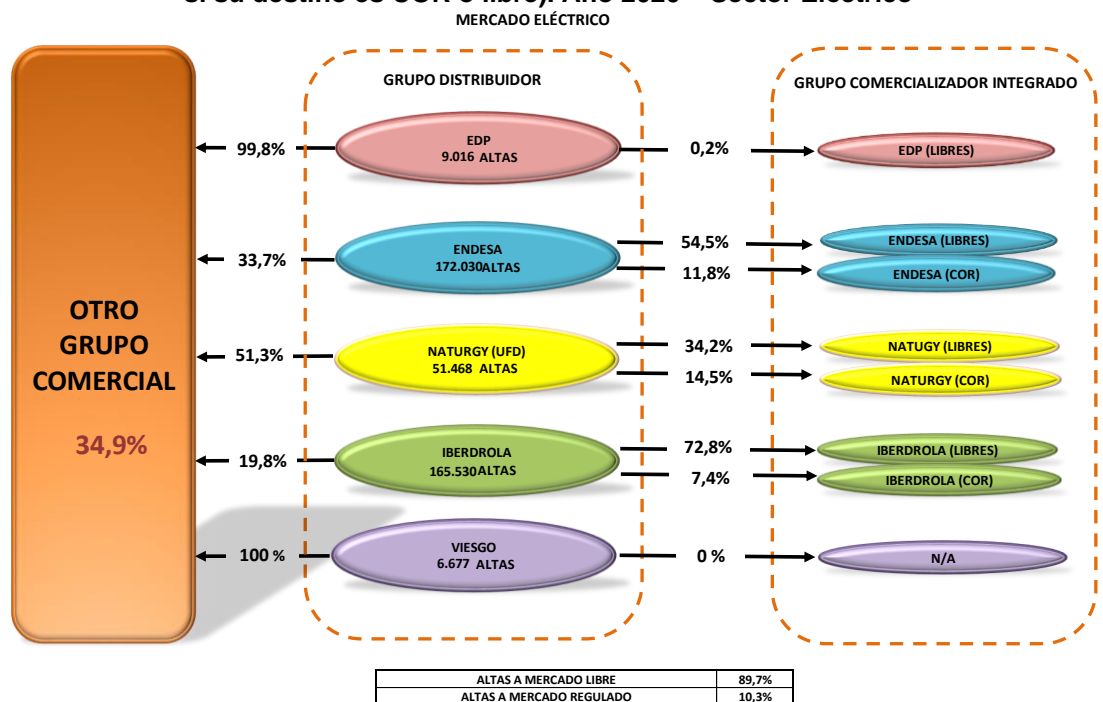 MERCADO ELÉCTRICO
GRUPO DISTRIBUIDOR
GRUPO COMERCIALIZADOR INTEGRADO
OTRO
GRUPO
COMERCIAL
34,9%
99,8%
EDP
9.016 ALTAS
0,2%
EDP (LIBRES)
33,7%
ENDESA
172.030ALTAS
54,5%
11,8%
ENDESA (LIBRES)
ENDESA (COR)
51,3%
NATURGY (UFD)
51.468 ALTAS
34,2%
14,5%
NATUGY (LIBRES)
NATURGY (COR)
19,8%
IBERDROLA
165.530ALTAS
72,8%
7,4%
IBERDROLA (LIBRES)
IBERDROLA (COR)
100 %
VIESGO
6.677 ALTAS
0 %
N/A
ALTAS A MERCADO LIBRE 89,7%
ALTAS A MERCADO REGULADO 10,3%